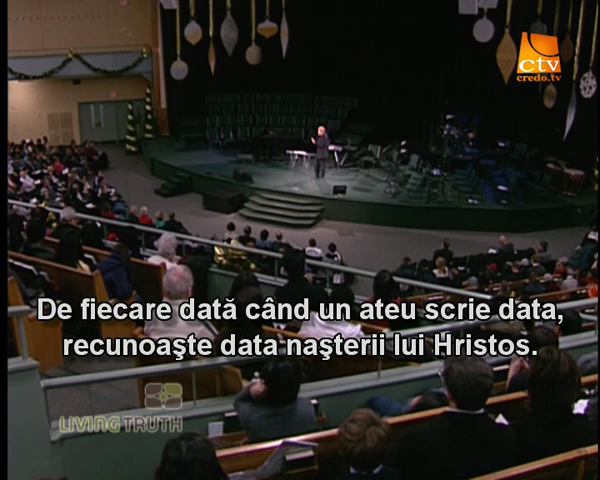 ctv
credo.tv
De fiecare dată când un ateu scrie data,
recunoaşte data naşterii lui Hristos.
LIVING TRUTH